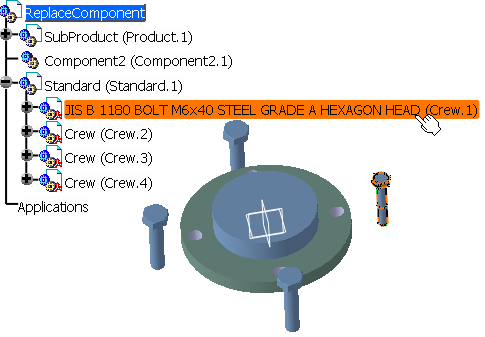 ReplaceComponent
SubProduct (Product.1)
Component2 (Component2.1)
Standard (Standard.1)
JIS B 1180 BOLT M6x40 STEEL GRADE A HEXAGON HEAD (Crew.1)
Crew (Crew.2)
Crew (Crew.3)
Crew (Crew.4)
Applications